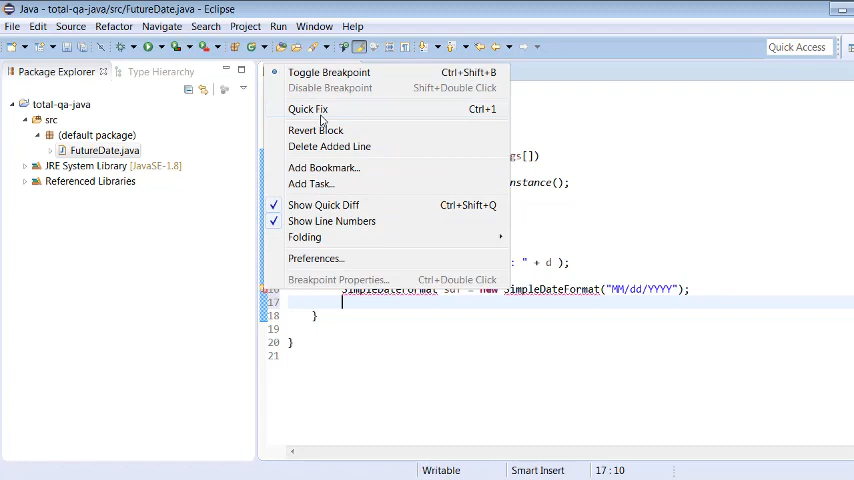 Java - total-qa-java/src/FutureDate.java - Eclipse
File Edit Source Refactor Navigate Search Project Run Window Help
Quick Access
Package Explorer Type Hierarchy
total-qa-java
src
(default package)
FutureDate.java
JRE System Library [JavaSE-1.8]
Referenced Libraries
Toggle Breakpoint Ctrl+Shift+B
Disable Breakpoint Shift+Double Click
Quick Fix Ctrl+1
Revert Block
Delete Added Line
Add Bookmark...
Add Task...
Show Quick Diff Ctrl+Shift+Q
Show Line Numbers
Folding
Preferences...
Breakpoint Properties... Ctrl+Double Click
gs[])
nstance();
: " + d );
16 SimpleDateFormat sdf = new SimpleDateFormat("MM/dd/YYYY");
17
18 }
19
20 }
21
Writable Smart Insert 17 : 10